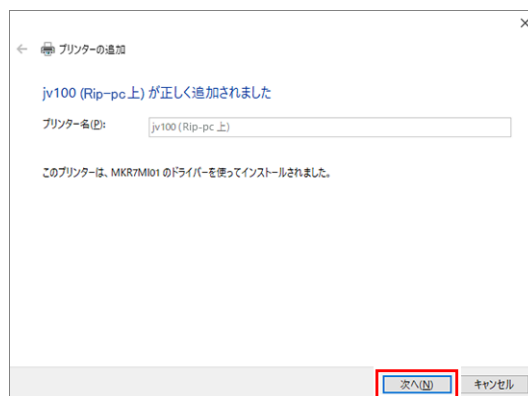 プリンターの追加
jv100 (Rip-pc 上) が正しく追加されました
プリンター名(P): jv100 (Rip-pc 上)
このプリンターは、MKR7MI01 のドライバーを使ってインストールされました。
次へ(N) キャンセル